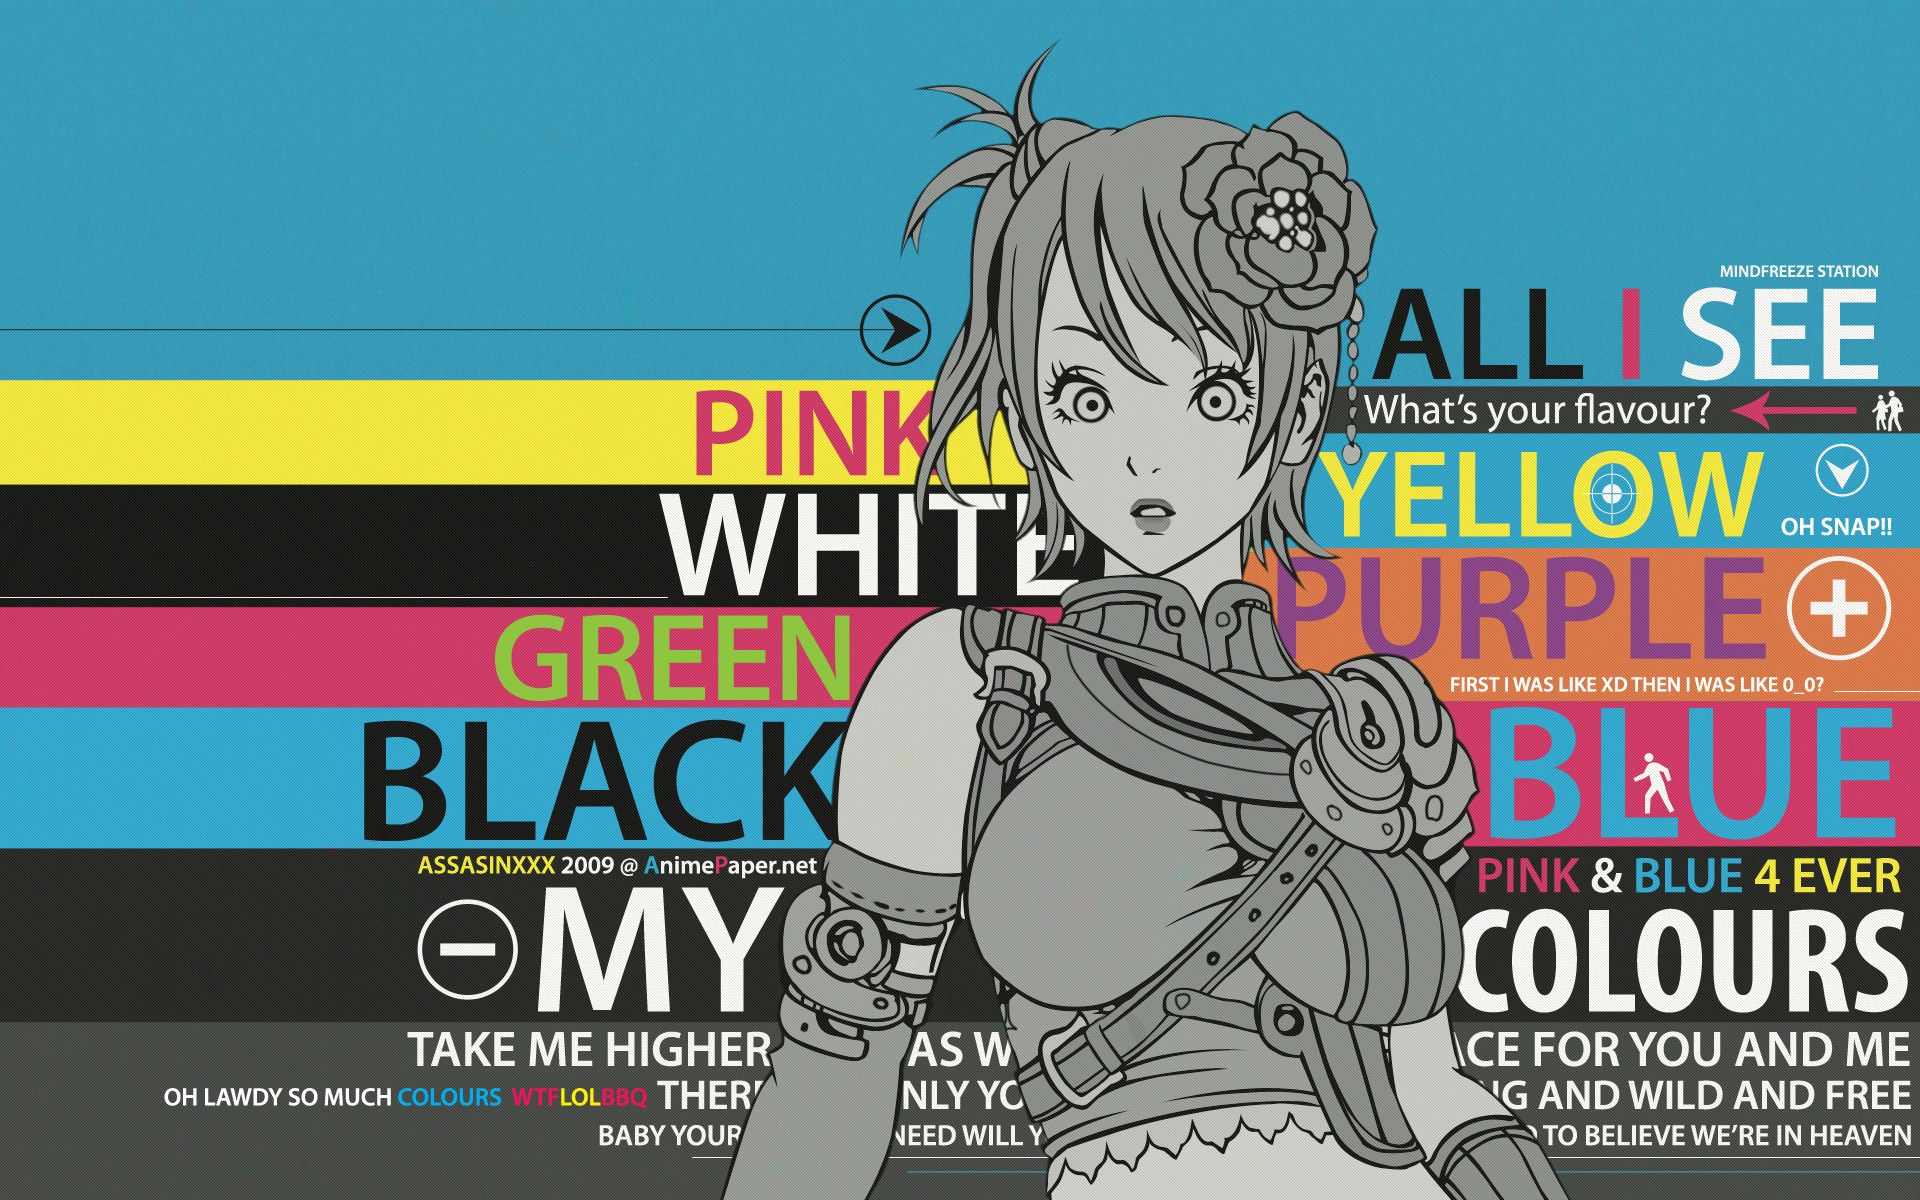 MINDFREEZE STATION
ALL I SEE
What's your flavour?
PINK
YELLOW
OH SNAP!!
WHITE
PURPLE
FIRST I WAS LIKE XD THEN I WAS LIKE 0_0?
GREEN
BLUE
BLACK
ASSASINXXX 2009 @ AnimePaper.net
PINK & BLUE 4 EVER
MY COLOURS
TAKE ME HIGHER AS FOR YOU AND ME
OH LAWDY SO MUCH COLOURS WTFLOLBBQ AND WILD AND FREE
BABY NEED WILL TO BELIEVE WE'RE IN HEAVEN